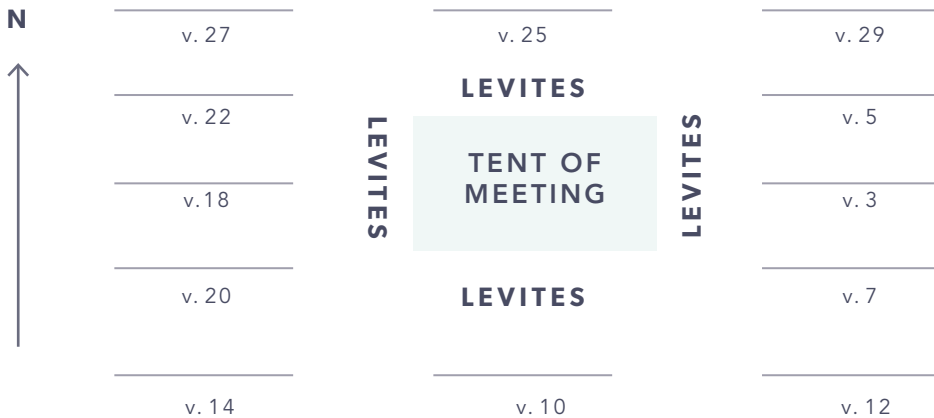 N
v. 27
v. 25
v. 29
LEVITES
v. 22
LEVITES
TENT OF
MEETING
LEVITES
v. 5
v.18
v. 3
v. 20
LEVITES
v. 7
v. 14
v. 10
v. 12